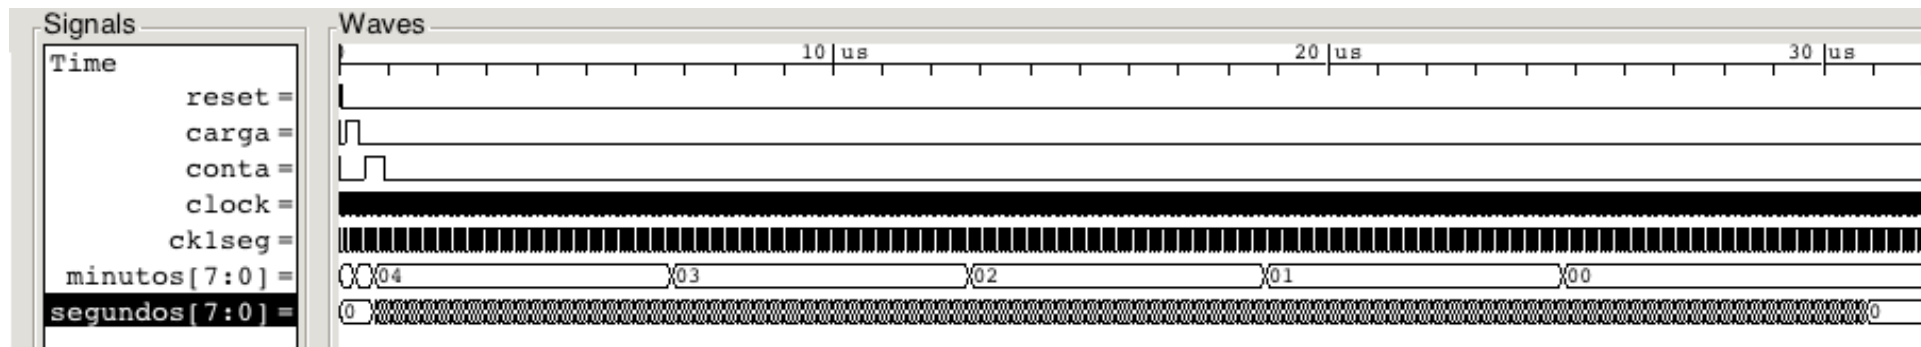 Signals
Waves
Time
10 us
20 us
30 us
reset =
carga =
conta =
clock =
ck1seg =
minutos[7:0] =
04
03
02
01
00
segundos[7:0] =
0
0